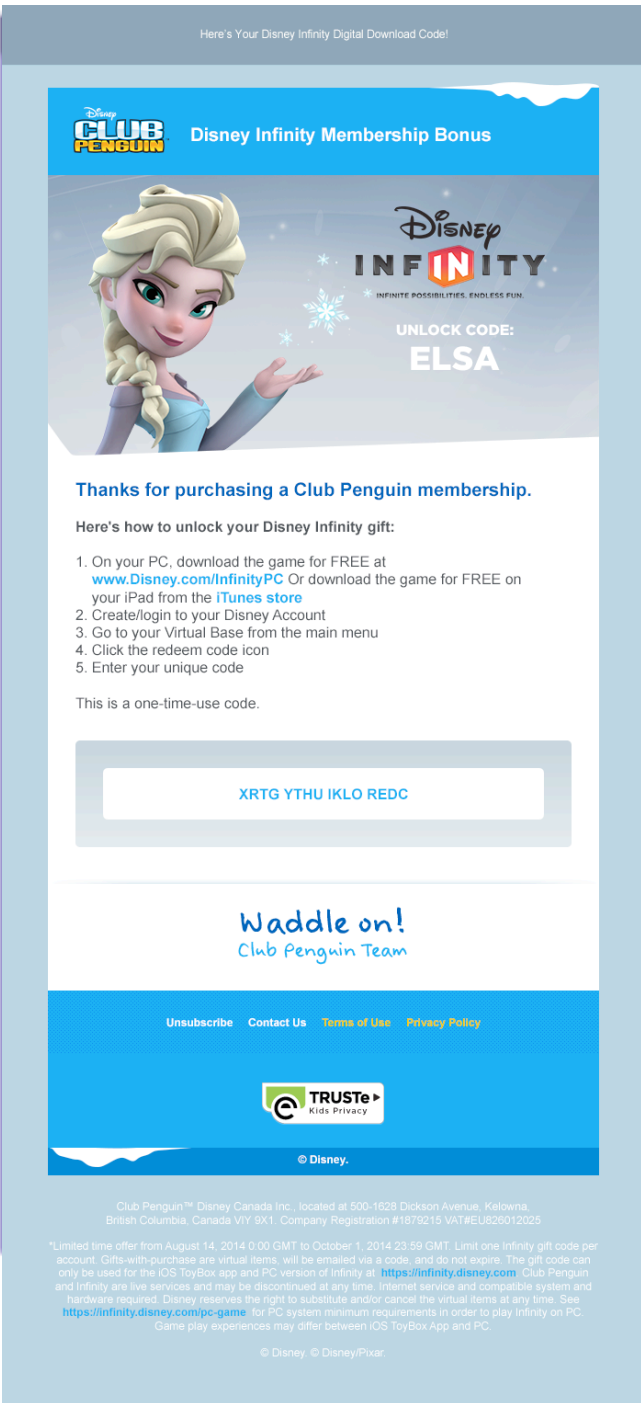 Here's Your Disney Infinity Digital Download Code!
Disney
CLUB
PENGUIN
Disney Infinity Membership Bonus
Disney
INFINITY
INFINITE POSSIBILITIES. ENDLESS FUN.
UNLOCK CODE:
ELSA
Thanks for purchasing a Club Penguin membership.
Here's how to unlock your Disney Infinity gift:
1. On your PC, download the game for FREE at
www.Disney.com/InfinityPC Or download the game for FREE on
your iPad from the iTunes store
2. Create/login to your Disney Account
3. Go to your Virtual Base from the main menu
4. Click the redeem code icon
5. Enter your unique code
This is a one-time-use code.
XRTG YTHU IKLO REDC
Waddle on!
Club Penguin Team
Unsubscribe Contact Us Terms of Use Privacy Policy
e TRUSTe
Kids Privacy
© Disney.
Club Penguin™ Disney Canada Inc., located at 500-1628 Dickson Avenue, Kelowna,
British Columbia, Canada VIY 9X1. Company Registration #1879215 VAT#EU826012025
*Limited time offer from August 14, 2014 0:00 GMT to October 1, 2014 23:59 GMT. Limit one Infinity gift code per
account. Gifts-with-purchase are virtual items, will be emailed via a code, and do not expire. The gift code can
only be used for the iOS ToyBox app and PC version of Infinity at https://infinity.disney.com Club Penguin
and Infinity are live services and may be discontinued at any time. Internet service and compatible system and
hardware required. Disney reserves the right to substitute and/or cancel the virtual items at any time. See
https://infinity.disney.com/pc-game for PC system minimum requirements in order to play Infinity on PC.
Game play experiences may differ between iOS ToyBox App and PC.
© Disney. © Disney/Pixar.